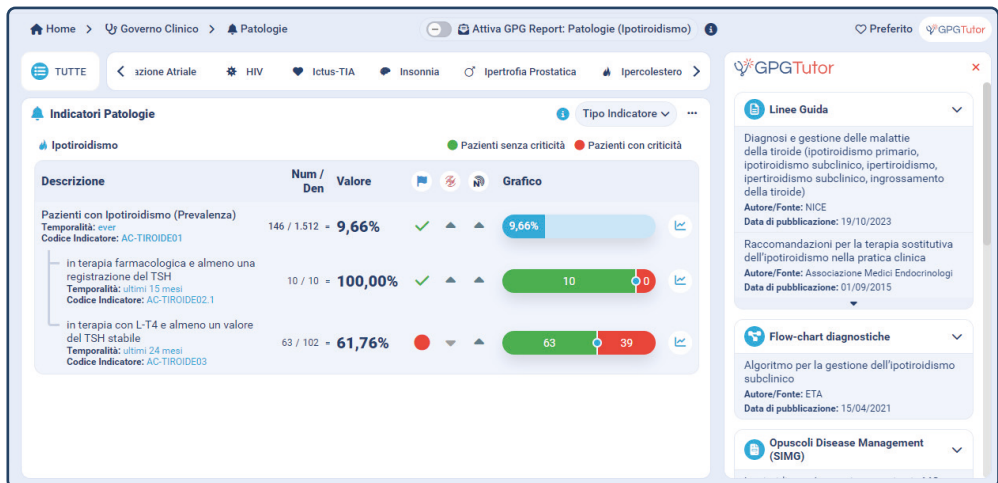 Home > Governo Clinico > Patologie
Attiva GPG Report: Patologie (Ipotiroidismo)
Preferito
GPGTutor
TUTTE
azione Atriale
HIV
Ictus-TIA
Insonnia
Ipertrofia Prostatica
Ipercolestero
Indicatori Patologie
Tipo Indicatore
Ipotiroidismo
Pazienti senza criticità
Pazienti con criticità
Descrizione
Num / Den
Valore
N
Grafico
Pazienti con Ipotiroidismo (Prevalenza)
Temporalità: ever
Codice Indicatore: AC-TIROIDE01
146 / 1.512 = 9,66%
9,66%
in terapia farmacologica e almeno una
registrazione del TSH
Temporalità: ultimi 15 mesi
Codice Indicatore: AC-TIROIDE02.1
10 / 10 = 100,00%
10
0
in terapia con L-T4 e almeno un valore
del TSH stabile
Temporalità: ultimi 24 mesi
Codice Indicatore: AC-TIROIDE03
63 / 102 = 61,76%
63
39
GPGTutor
Linee Guida
Diagnosi e gestione delle malattie
della tiroide (ipotiroidismo primario,
ipotiroidismo subclinico, ipertiroidismo,
ipertiroidismo subclinico, ingrossamento
della tiroide)
Autore/Fonte: NICE
Data di pubblicazione: 19/10/2023
Raccomandazioni per la terapia sostitutiva
dell'ipotiroidismo nella pratica clinica
Autore/Fonte: Associazione Medici Endocrinologi
Data di pubblicazione: 01/09/2015
Flow-chart diagnostiche
Algoritmo per la gestione dell'ipotiroidismo
subclinico
Autore/Fonte: ETA
Data di pubblicazione: 15/04/2021
Opuscoli Disease Management
(SIMG)